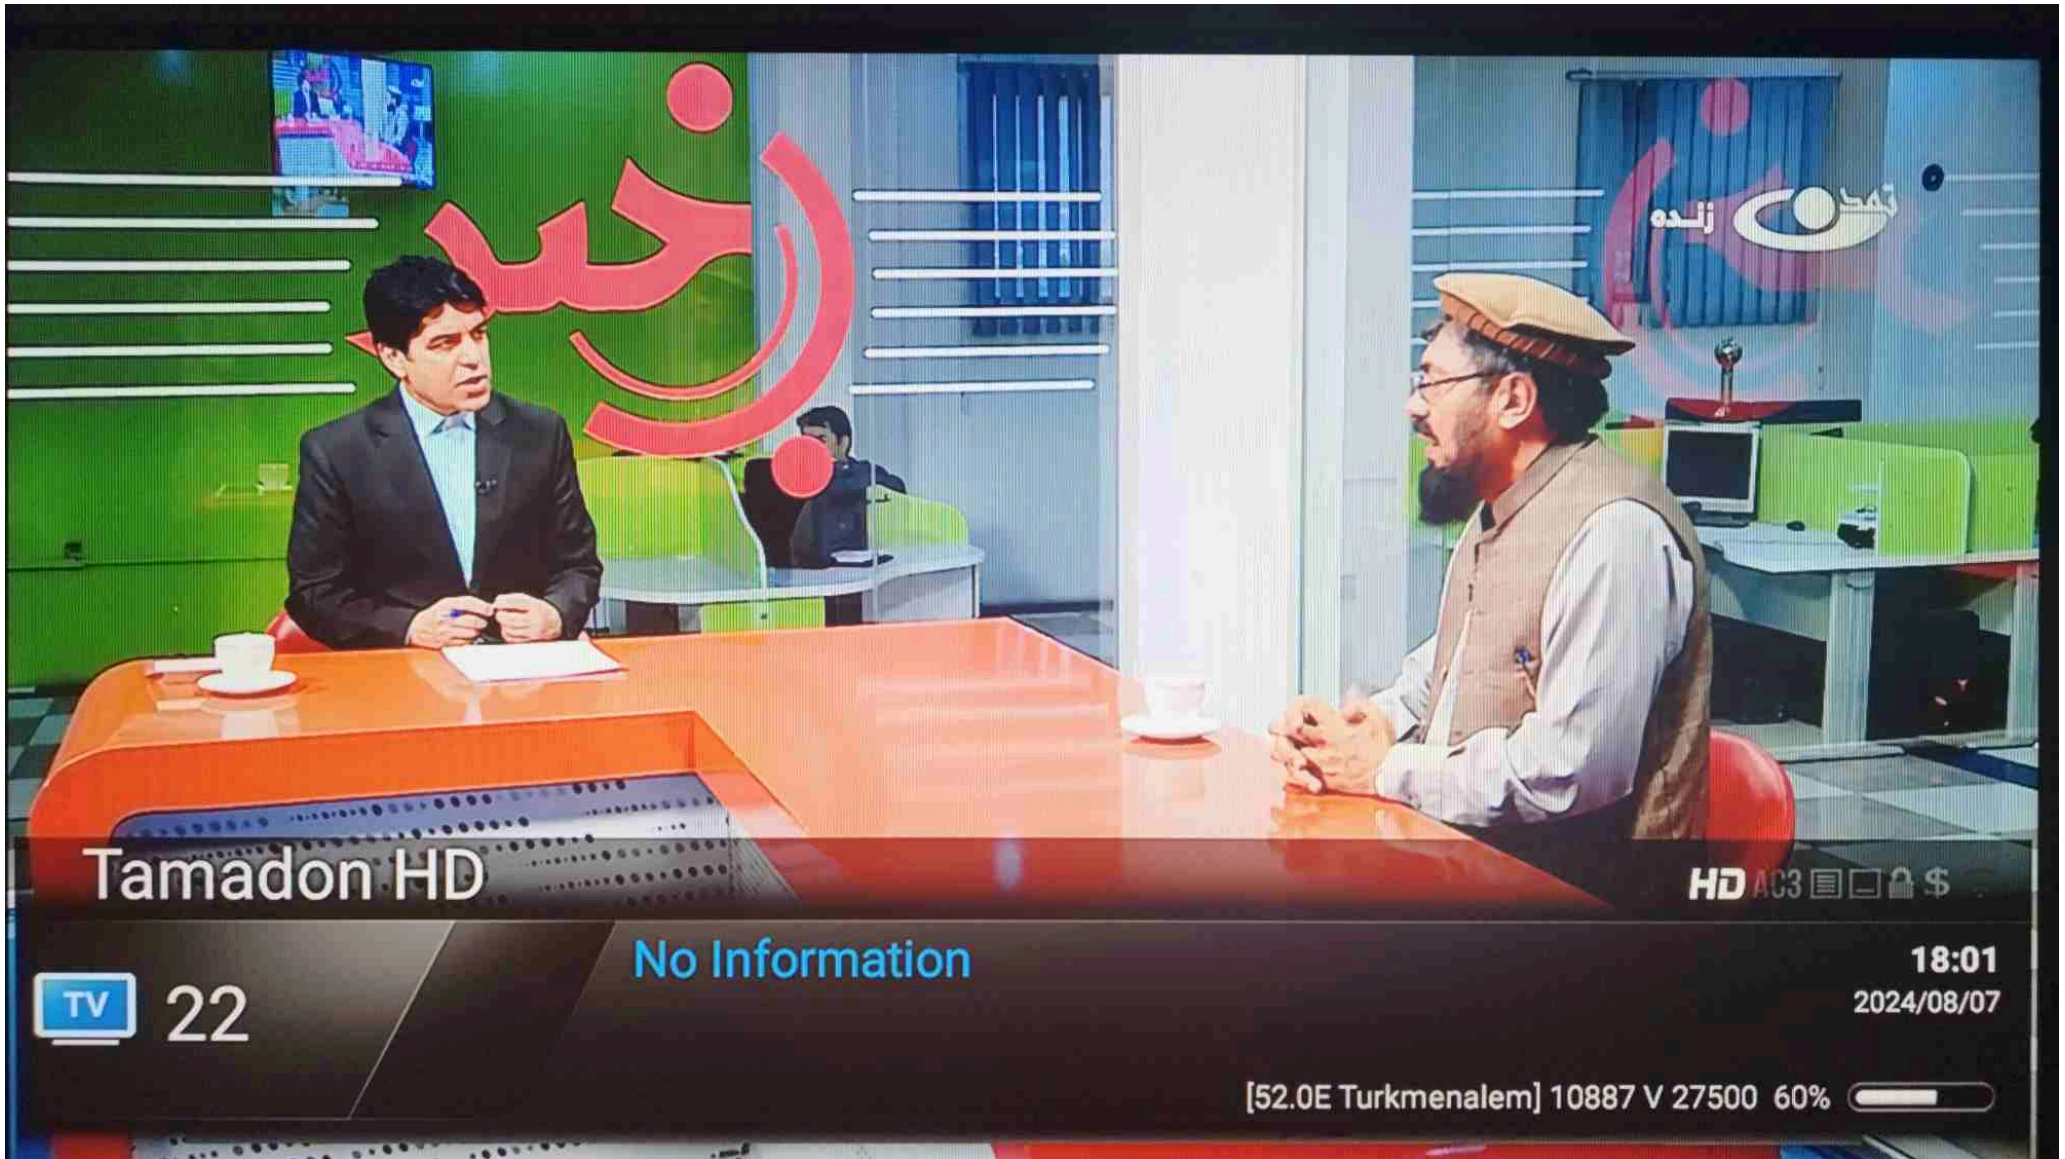 خبر
تمدن
زنده
Tamadon HD
HD AC3 $
TV 22
No Information
18:01
2024/08/07
[52.0E Turkmenalem] 10887 V 27500 60%